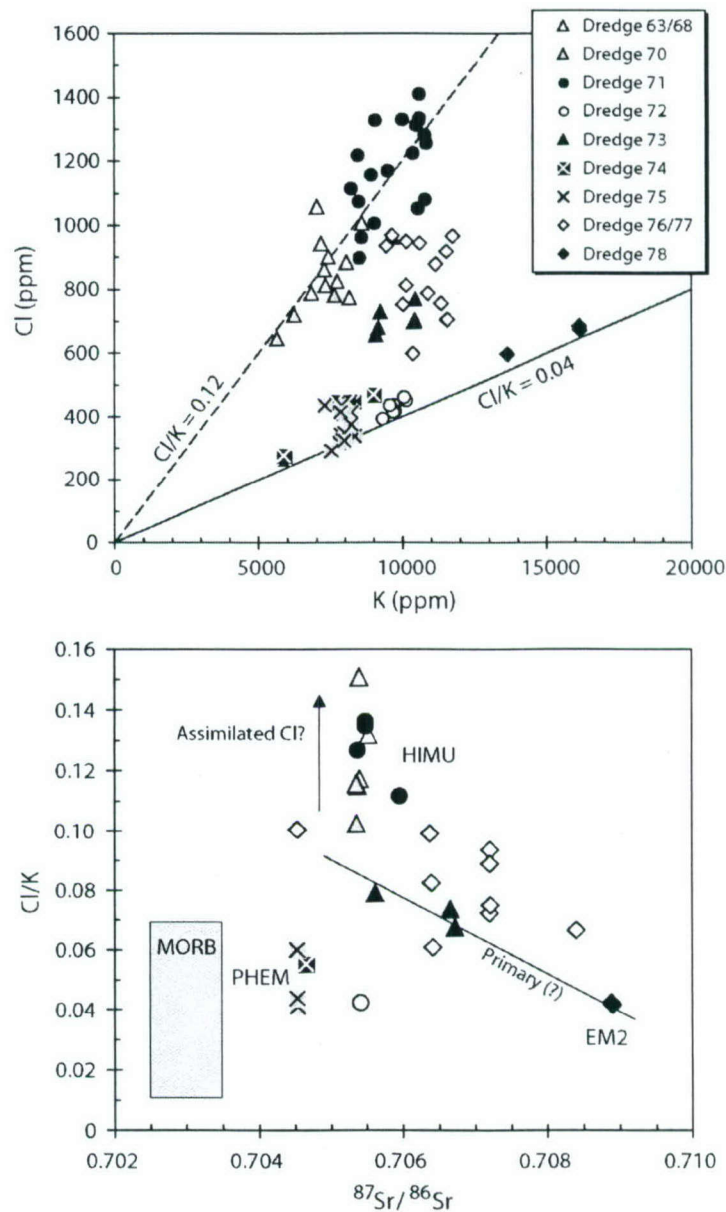 1600
1400
1200
1000
800
600
400
200
0
Cl (ppm)
0 5000 10000 15000 20000
K (ppm)
Cl/K = 0.12
Cl/K = 0.04
Dredge 63/68
Dredge 70
Dredge 71
Dredge 72
Dredge 73
Dredge 74
Dredge 75
Dredge 76/77
Dredge 78
0.16
0.14
0.12
0.10
0.08
0.06
0.04
0.02
0
Cl/K
Assimilated Cl?
HIMU
MORB
PHEM
Primary (?)
EM2
0.702 0.704 0.706 0.708 0.710
⁸⁷Sr/⁸⁶Sr